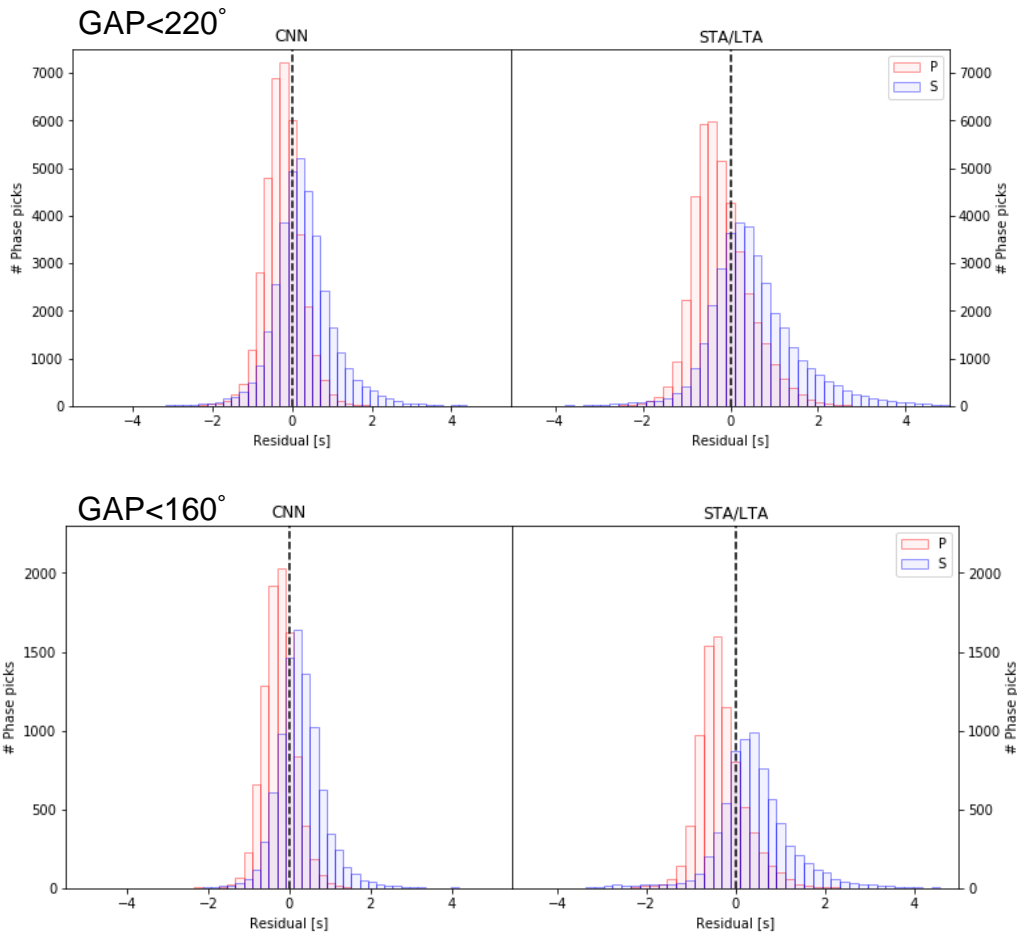 GAP<220°
CNN
STA/LTA
P
S
7000
6000
5000
4000
3000
2000
1000
0
# Phase picks
7000
6000
5000
4000
3000
2000
1000
0
# Phase picks
−4
−2
0
2
4
Residual [s]
−4
−2
0
2
4
Residual [s]
GAP<160°
CNN
STA/LTA
P
S
2000
1500
1000
500
0
# Phase picks
2000
1500
1000
500
0
# Phase picks
−4
−2
0
2
4
Residual [s]
−4
−2
0
2
4
Residual [s]